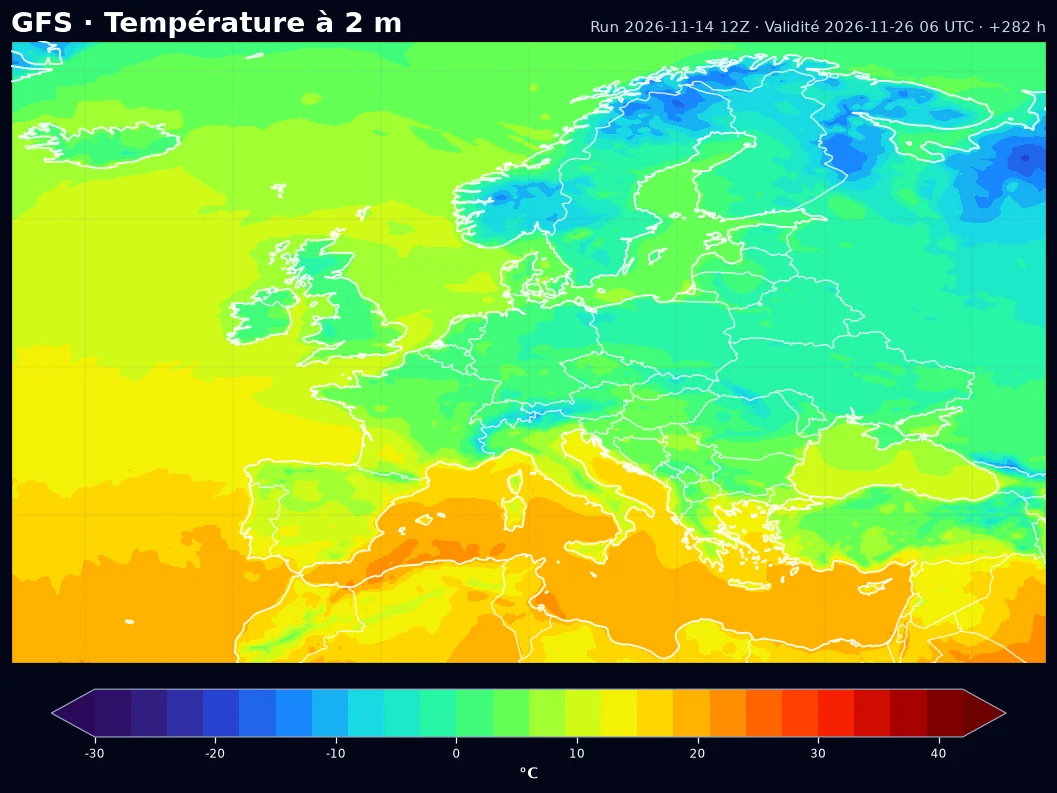 GFS · Température à 2 m
Run 2026-11-14 12Z · Validité 2026-11-26 06 UTC · +282 h
-30 -20 -10 0 10 20 30 40
°C